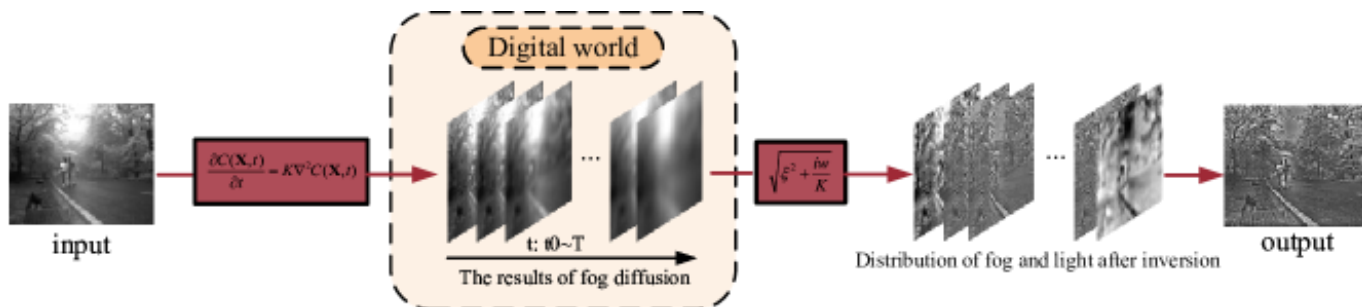 Digital world
input
∂C(X,t)/∂t = K∇²C(X,t)
...
t: t0~T
The results of fog diffusion
√(ξ² + iw/K)
...
Distribution of fog and light after inversion
output